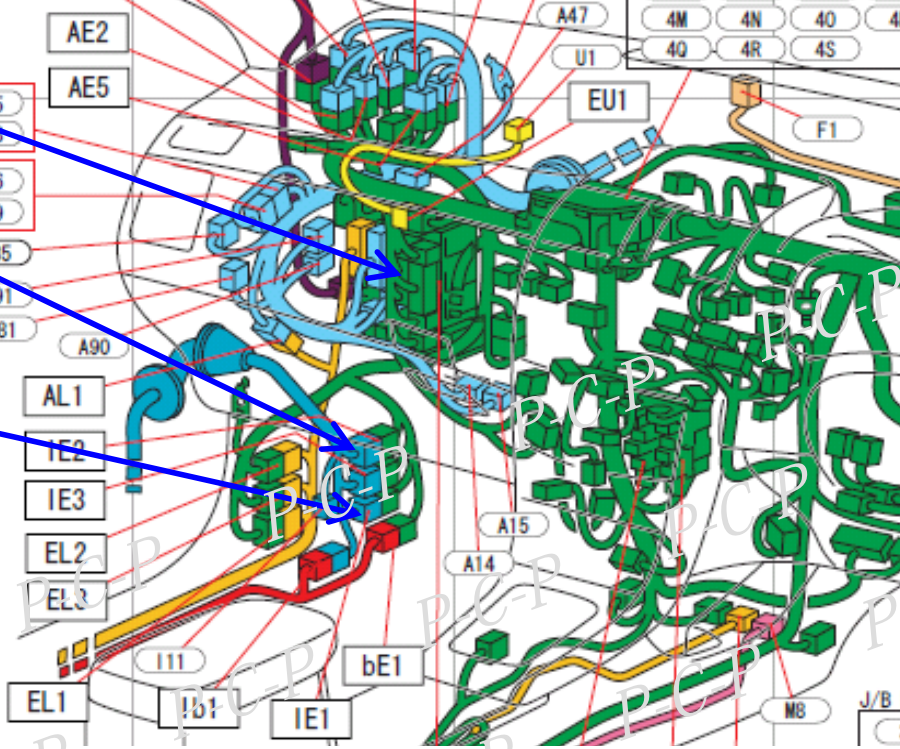 A47
4M 4N 4O
AE2
U1
4Q 4R 4S
AE5
EU1
F1
A90
AL1
IE2
IE3
EL2
A15
A14
EL3
I11
bE1
EL1
Ib1
IE1
M8
J/B
P-C-P
P-C-P
P-C-P
P-C-P
P-C-P
P-C-P
P-C-P
P-C-P